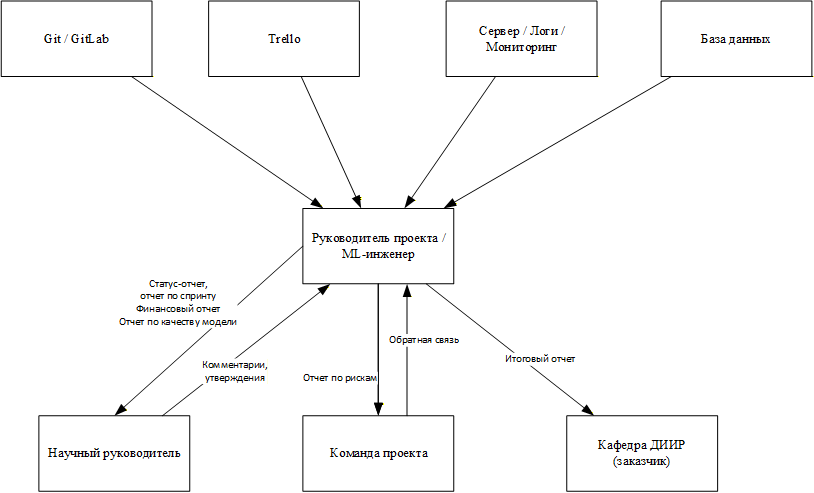 Git / GitLab
Trello
Сервер / Логи /
Мониторинг
База данных
Руководитель проекта /
ML-инженер
Статус-отчет,
отчет по спринту
Финансовый отчет
Отчет по качеству модели
Обратная связь
Комментарии,
утверждения
Итоговый отчет
Отчет по рискам
Научный руководитель
Команда проекта
Кафедра ДИИР
(заказчик)